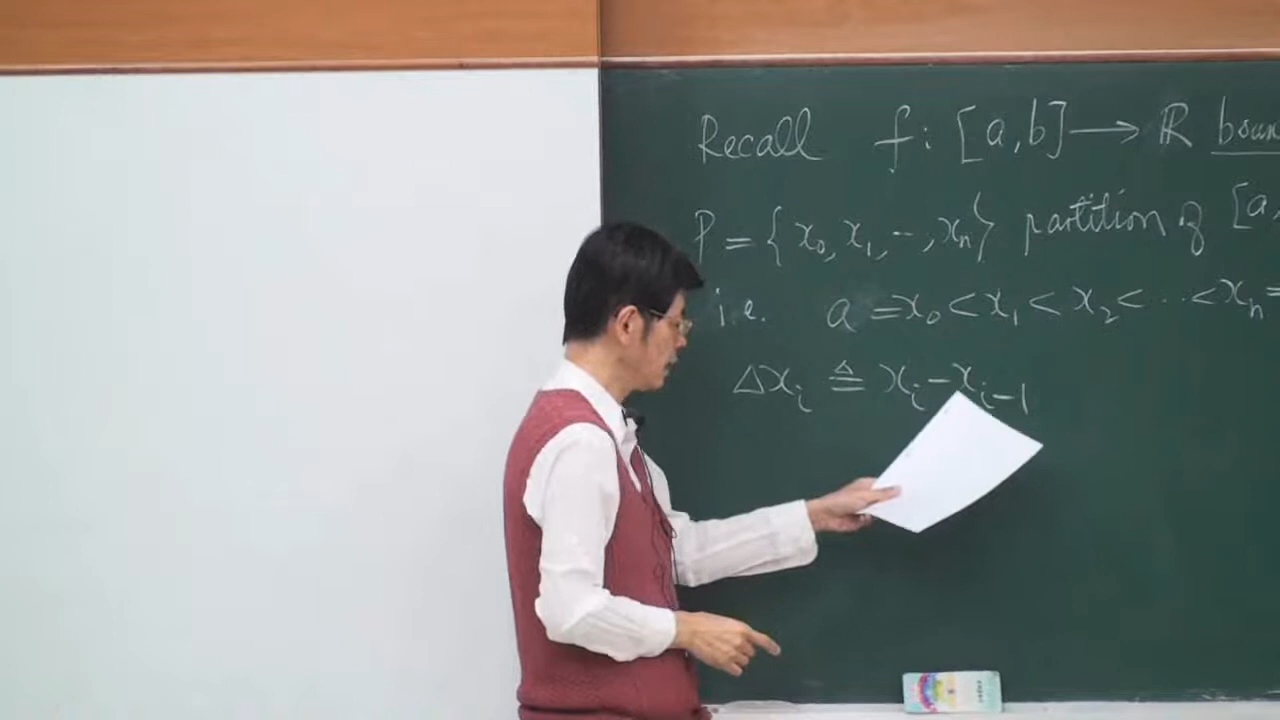 Recall f: [a,b] → ℝ boun
P = { x₀, x₁, -, xₙ } partition of [a,
i.e. a = x₀ < x₁ < x₂ < ... < xₙ =
Δxᵢ ≜ xᵢ - xᵢ₋₁